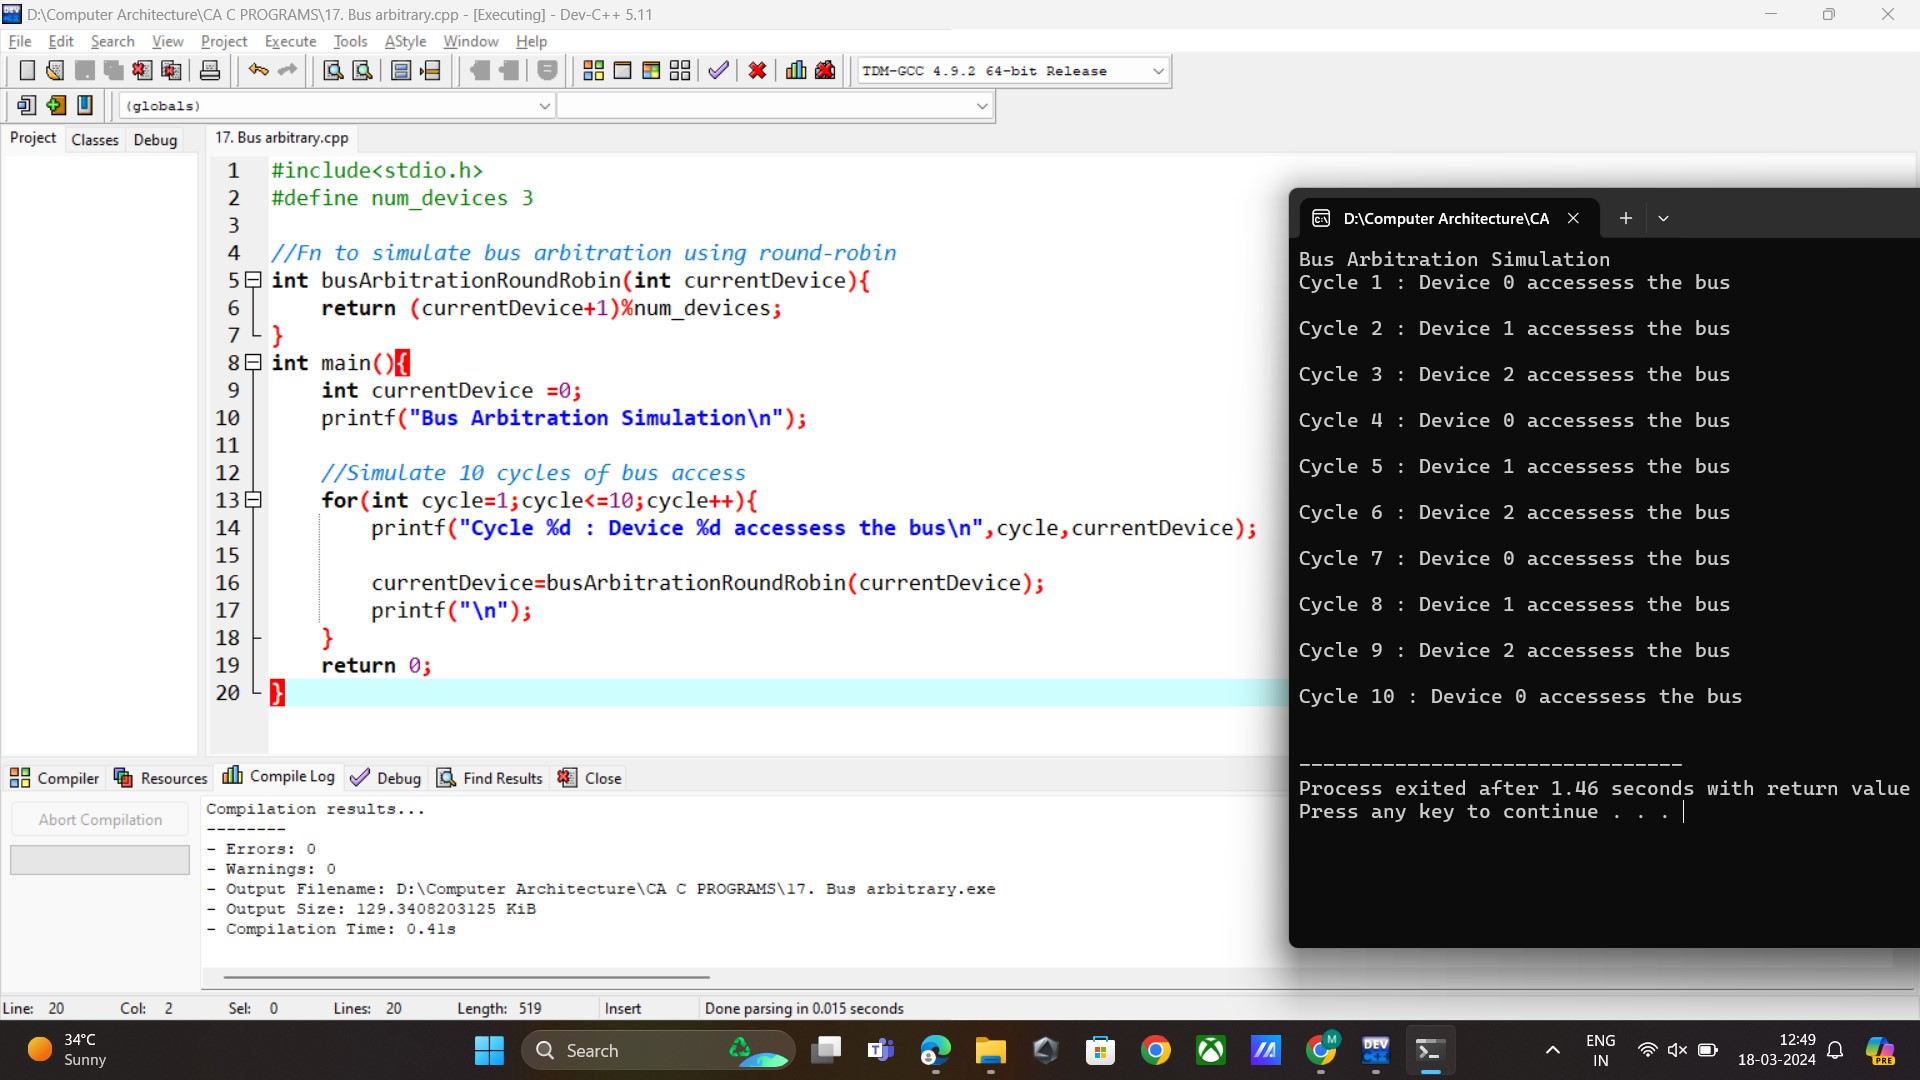 D:\Computer Architecture\CA C PROGRAMS\17. Bus arbitrary.cpp - [Executing] - Dev-C++ 5.11
File Edit Search View Project Execute Tools AStyle Window Help
TDM-GCC 4.9.2 64-bit Release
(globals)
Project Classes Debug
17. Bus arbitrary.cpp
1 #include<stdio.h>
2 #define num_devices 3
3
4 //Fn to simulate bus arbitration using round-robin
5 int busArbitrationRoundRobin(int currentDevice){
6 return (currentDevice+1)%num_devices;
7 }
8 int main(){
9 int currentDevice =0;
10 printf("Bus Arbitration Simulation\n");
11
12 //Simulate 10 cycles of bus access
13 for(int cycle=1;cycle<=10;cycle++){
14 printf("Cycle %d : Device %d accessess the bus\n",cycle,currentDevice);
15
16 currentDevice=busArbitrationRoundRobin(currentDevice);
17 printf("\n");
18 }
19 return 0;
20 }
D:\Computer Architecture\CA
Bus Arbitration Simulation
Cycle 1 : Device 0 accessess the bus
Cycle 2 : Device 1 accessess the bus
Cycle 3 : Device 2 accessess the bus
Cycle 4 : Device 0 accessess the bus
Cycle 5 : Device 1 accessess the bus
Cycle 6 : Device 2 accessess the bus
Cycle 7 : Device 0 accessess the bus
Cycle 8 : Device 1 accessess the bus
Cycle 9 : Device 2 accessess the bus
Cycle 10 : Device 0 accessess the bus
--------------------------------
Process exited after 1.46 seconds with return value
Press any key to continue . . .
Compiler Resources Compile Log Debug Find Results Close
Abort Compilation
Compilation results...
--------
- Errors: 0
- Warnings: 0
- Output Filename: D:\Computer Architecture\CA C PROGRAMS\17. Bus arbitrary.exe
- Output Size: 129.3408203125 KiB
- Compilation Time: 0.41s
Line: 20 Col: 2 Sel: 0 Lines: 20 Length: 519 Insert Done parsing in 0.015 seconds
34°C
Sunny
Search
DEV
M
ENG
IN
12:49
18-03-2024
PRE